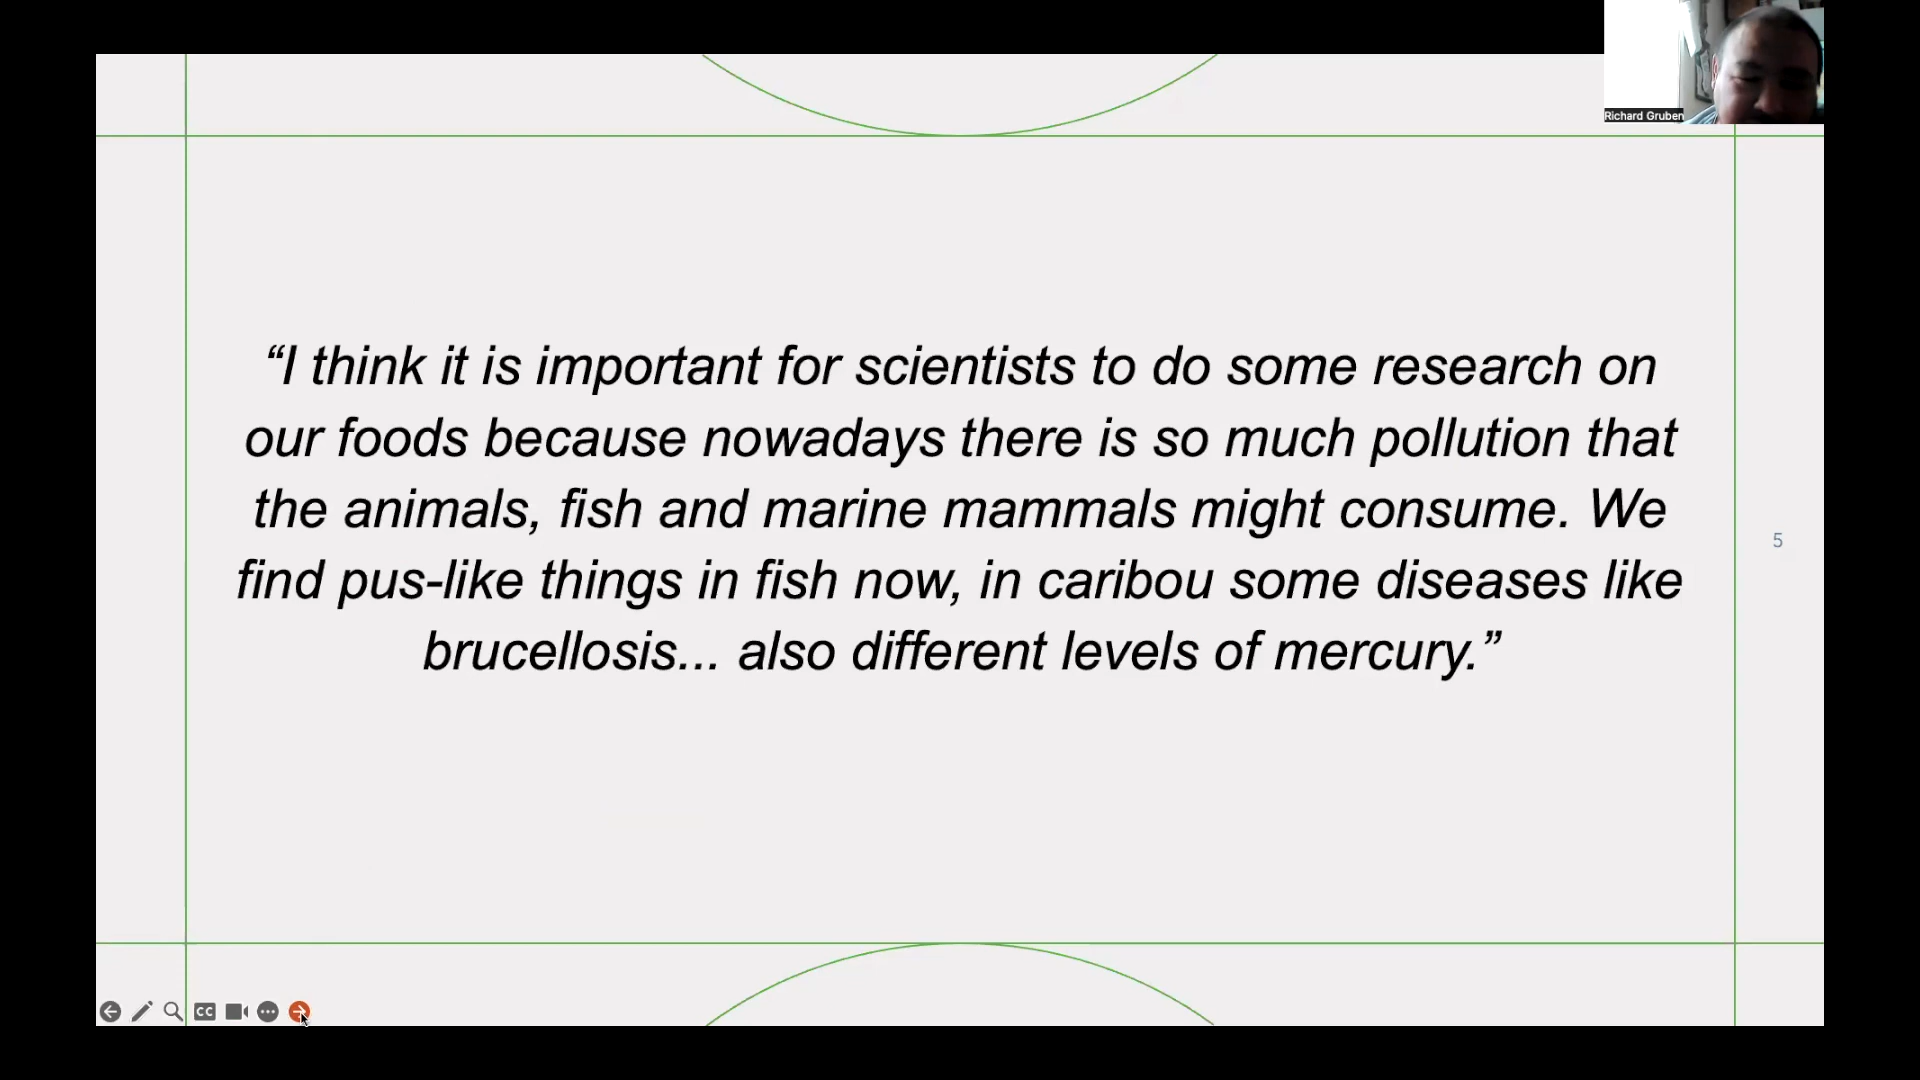 Richard Gruben
“I think it is important for scientists to do some research on
our foods because nowadays there is so much pollution that
the animals, fish and marine mammals might consume. We
find pus-like things in fish now, in caribou some diseases like
brucellosis... also different levels of mercury.”
5
CC